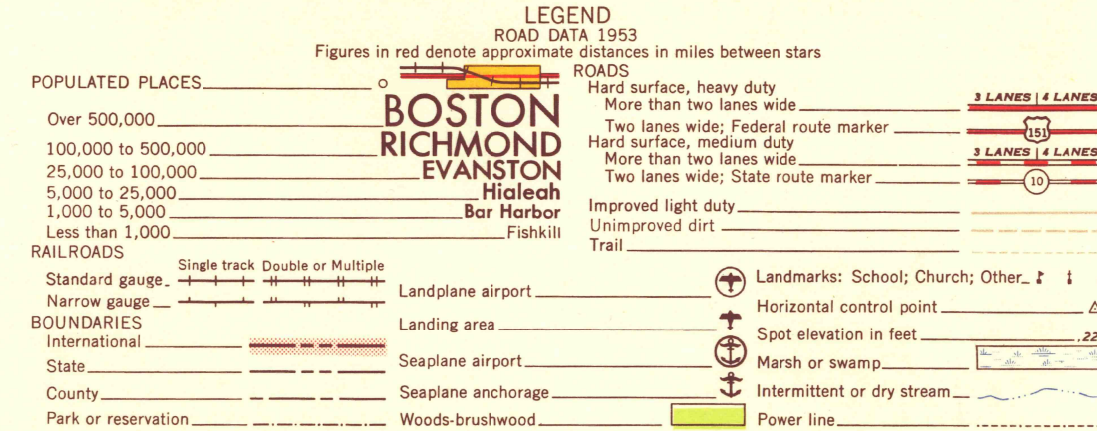 LEGEND
ROAD DATA 1953
Figures in red denote approximate distances in miles between stars
POPULATED PLACES
Over 500,000 BOSTON
100,000 to 500,000 RICHMOND
25,000 to 100,000 EVANSTON
5,000 to 25,000 Hialeah
1,000 to 5,000 Bar Harbor
Less than 1,000 Fishkill
RAILROADS
Single track Double or Multiple
Standard gauge
Narrow gauge
BOUNDARIES
International
State
County
Park or reservation
Landplane airport
Landing area
Seaplane airport
Seaplane anchorage
Woods-brushwood
ROADS
Hard surface, heavy duty
More than two lanes wide 3 LANES | 4 LANES
Two lanes wide; Federal route marker 151
Hard surface, medium duty
More than two lanes wide 3 LANES | 4 LANES
Two lanes wide; State route marker 10
Improved light duty
Unimproved dirt
Trail
Landmarks: School; Church; Other
Horizontal control point
Spot elevation in feet
Marsh or swamp
Intermittent or dry stream
Power line